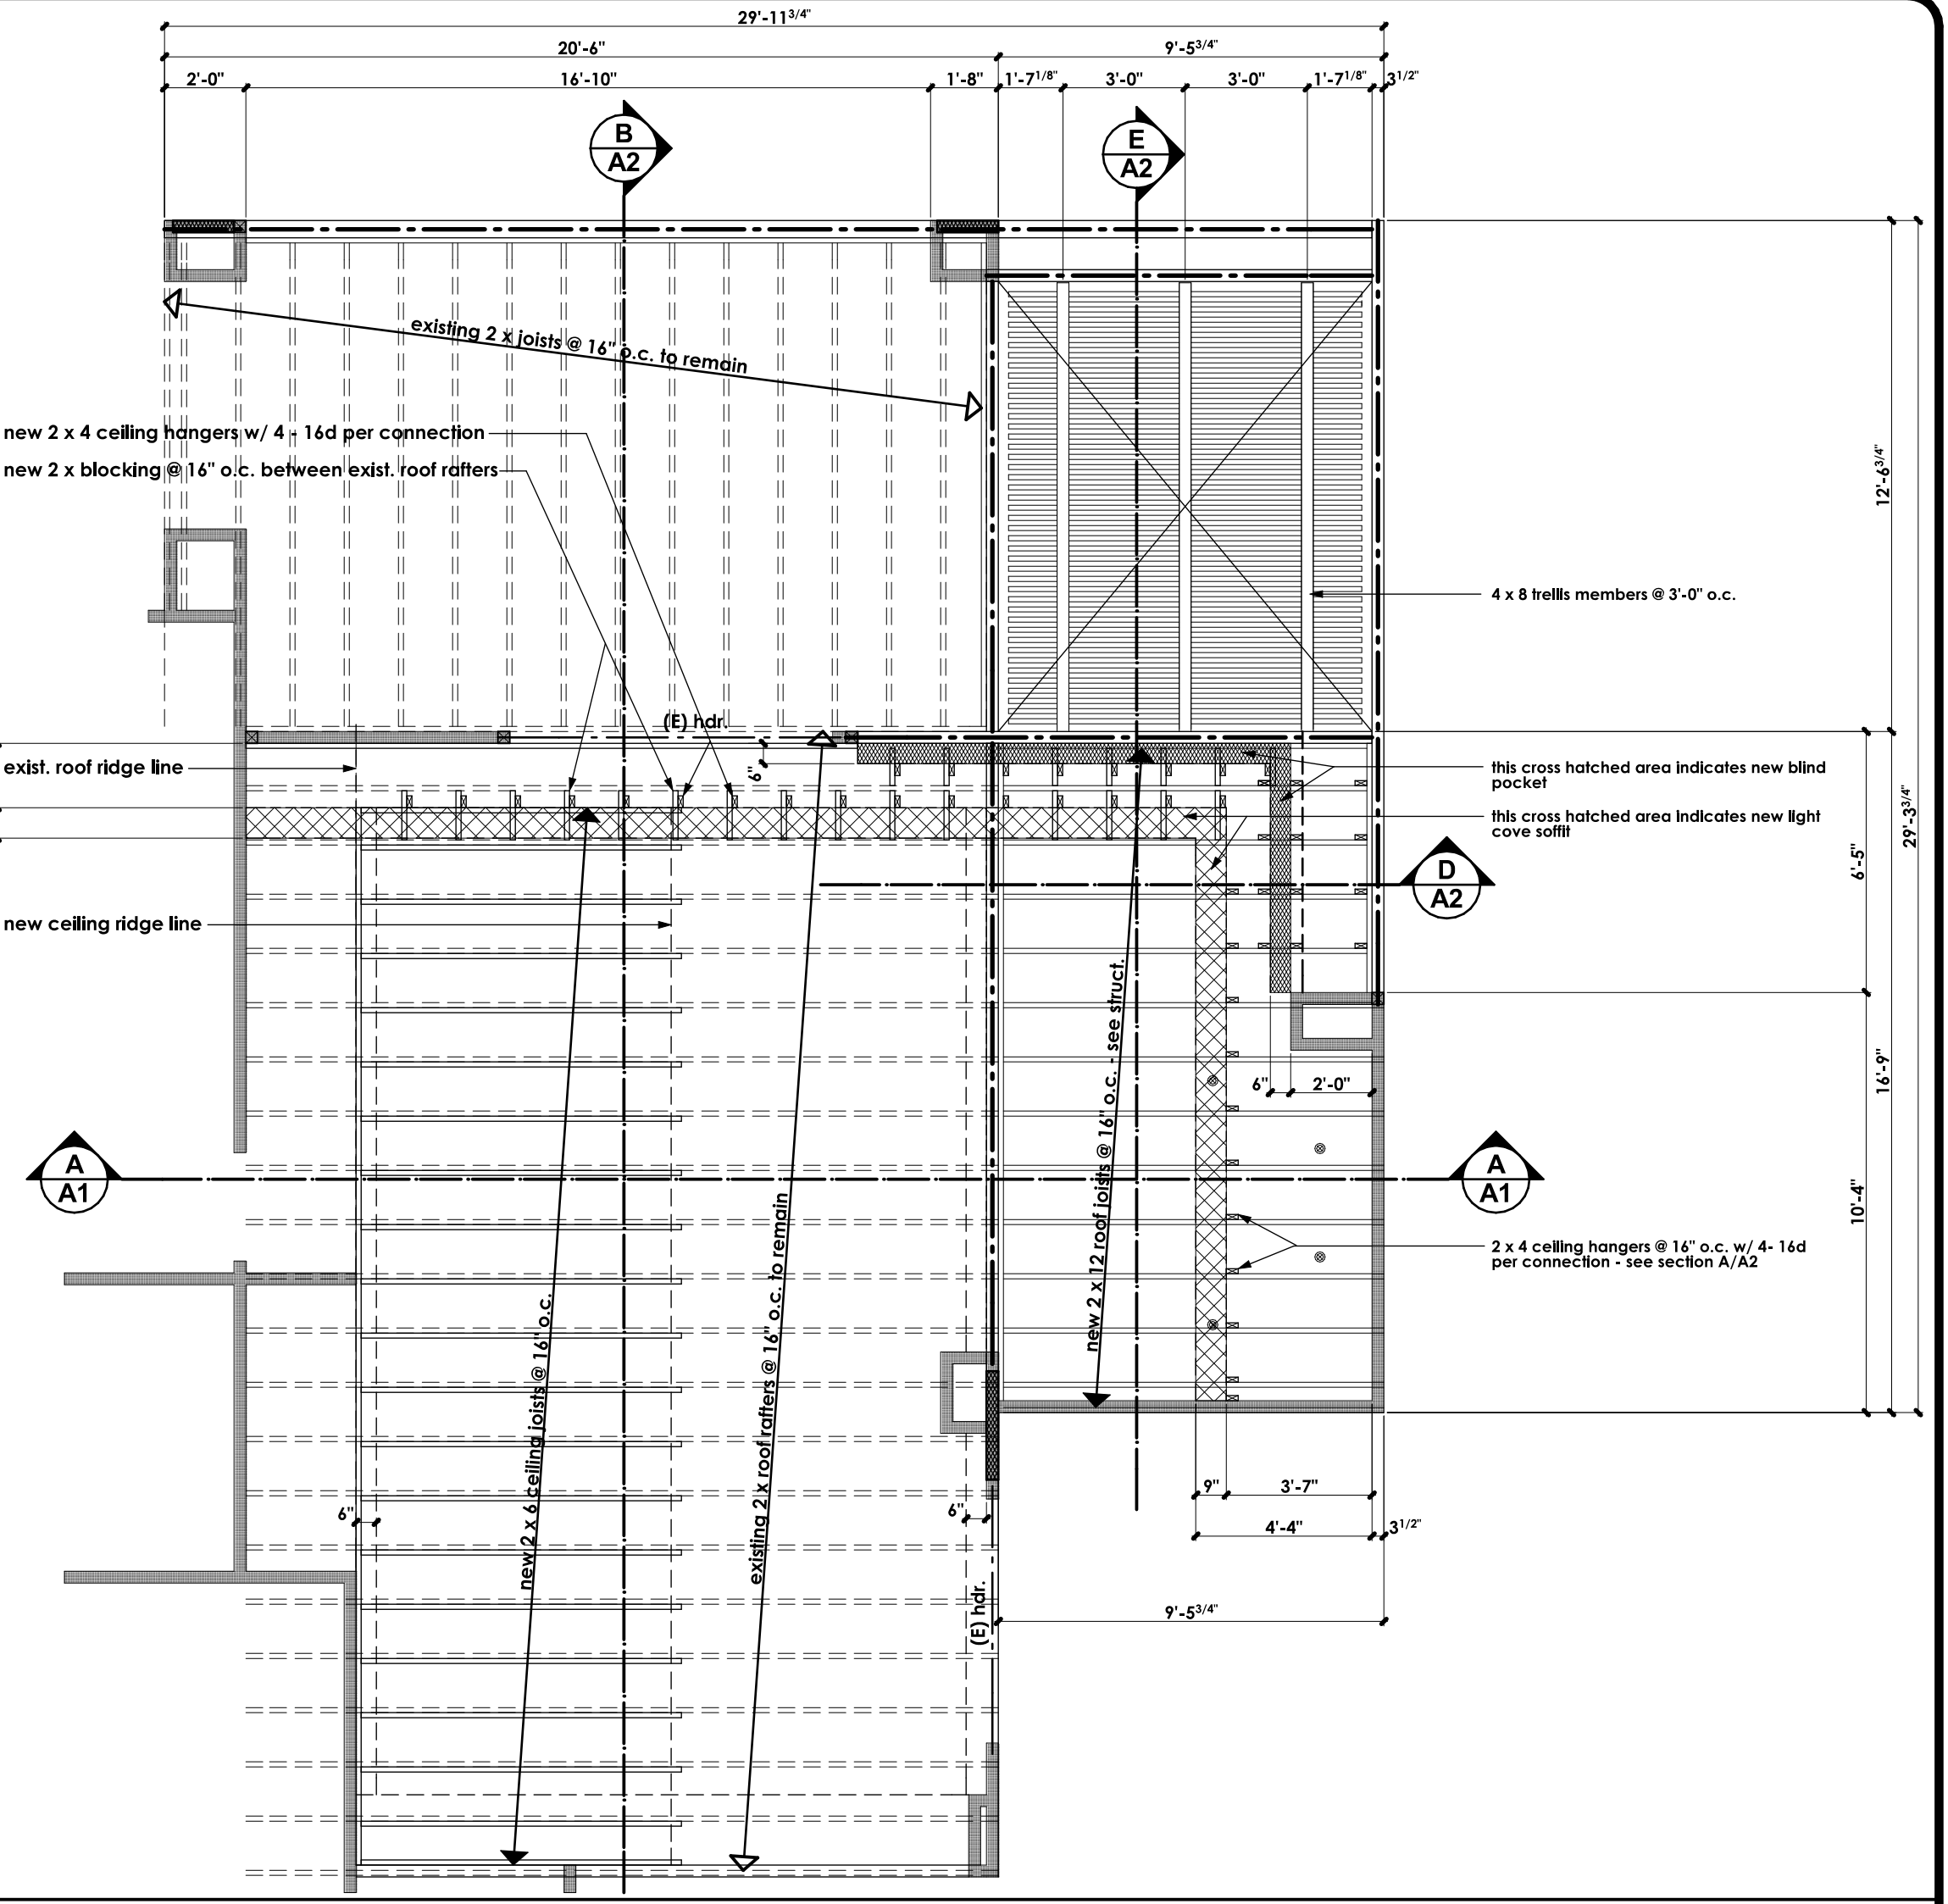 29'-11 3/4"
20'-6"
9'-5 3/4"
2'-0"
16'-10"
1'-8"
1'-7 1/8"
3'-0"
3'-0"
1'-7 1/8"
3 1/2"
B
A2
E
A2
existing 2 x joists @ 16" o.c. to remain
new 2 x 4 ceiling hangers w/ 4 - 16d per connection
new 2 x blocking @ 16" o.c. between exist. roof rafters
12'-6 3/4"
4 x 8 trellis members @ 3'-0" o.c.
(E) hdr.
exist. roof ridge line
6"
this cross hatched area indicates new blind
pocket
this cross hatched area indicates new light
cove soffit
29'-3 3/4"
6'-5"
D
A2
new ceiling ridge line
new 2 x 12 roof joists @ 16" o.c. - see struct.
6"
2'-0"
16'-9"
A
A1
A
A1
10'-4"
2 x 4 ceiling hangers @ 16" o.c. w/ 4- 16d
per connection - see section A/A2
new 2 x 6 ceiling joists @ 16" o.c.
existing 2 x roof rafters @ 16" o.c. to remain
6"
6"
9"
3'-7"
4'-4"
3 1/2"
(E) hdr.
9'-5 3/4"